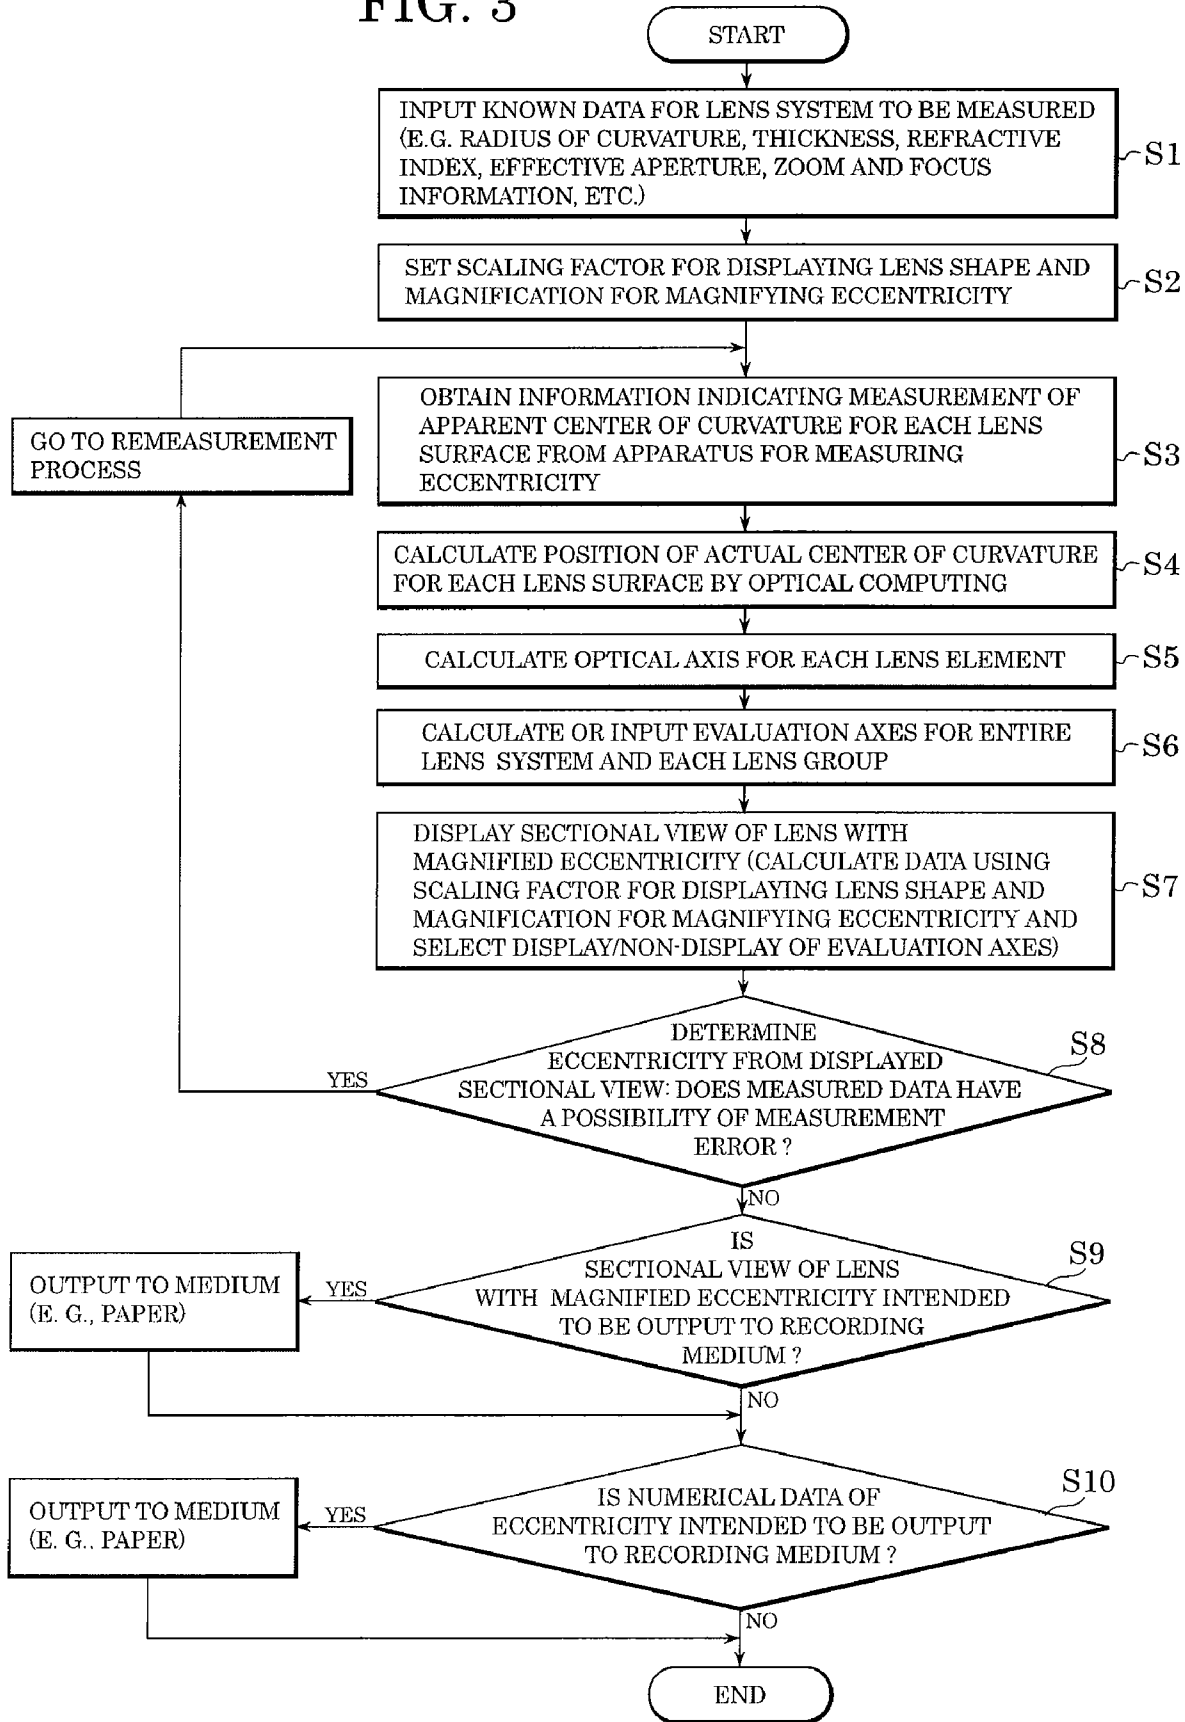 FIG. 3
START
INPUT KNOWN DATA FOR LENS SYSTEM TO BE MEASURED
(E.G. RADIUS OF CURVATURE, THICKNESS, REFRACTIVE
INDEX, EFFECTIVE APERTURE, ZOOM AND FOCUS
INFORMATION, ETC.)
S1
SET SCALING FACTOR FOR DISPLAYING LENS SHAPE AND
MAGNIFICATION FOR MAGNIFYING ECCENTRICITY
S2
GO TO REMEASUREMENT
PROCESS
OBTAIN INFORMATION INDICATING MEASUREMENT OF
APPARENT CENTER OF CURVATURE FOR EACH LENS
SURFACE FROM APPARATUS FOR MEASURING
ECCENTRICITY
S3
CALCULATE POSITION OF ACTUAL CENTER OF CURVATURE
FOR EACH LENS SURFACE BY OPTICAL COMPUTING
S4
CALCULATE OPTICAL AXIS FOR EACH LENS ELEMENT
S5
CALCULATE OR INPUT EVALUATION AXES FOR ENTIRE
LENS SYSTEM AND EACH LENS GROUP
S6
DISPLAY SECTIONAL VIEW OF LENS WITH
MAGNIFIED ECCENTRICITY (CALCULATE DATA USING
SCALING FACTOR FOR DISPLAYING LENS SHAPE AND
MAGNIFICATION FOR MAGNIFYING ECCENTRICITY AND
SELECT DISPLAY/NON-DISPLAY OF EVALUATION AXES)
S7
DETERMINE
ECCENTRICITY FROM DISPLAYED
SECTIONAL VIEW: DOES MEASURED DATA HAVE
A POSSIBILITY OF MEASUREMENT
ERROR ?
S8
YES
NO
IS
SECTIONAL VIEW OF LENS
WITH MAGNIFIED ECCENTRICITY INTENDED
TO BE OUTPUT TO RECORDING
MEDIUM ?
S9
YES
OUTPUT TO MEDIUM
(E. G., PAPER)
NO
IS NUMERICAL DATA OF
ECCENTRICITY INTENDED TO BE OUTPUT
TO RECORDING MEDIUM ?
S10
YES
OUTPUT TO MEDIUM
(E. G., PAPER)
NO
END